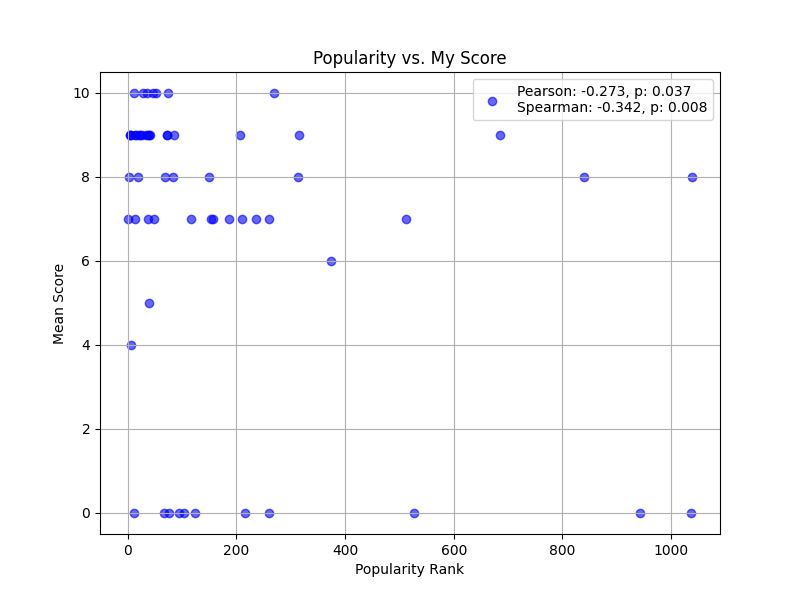 Popularity vs. My Score
Pearson: -0.273, p: 0.037
Spearman: -0.342, p: 0.008
10
8
6
4
2
0
Mean Score
0 200 400 600 800 1000
Popularity Rank